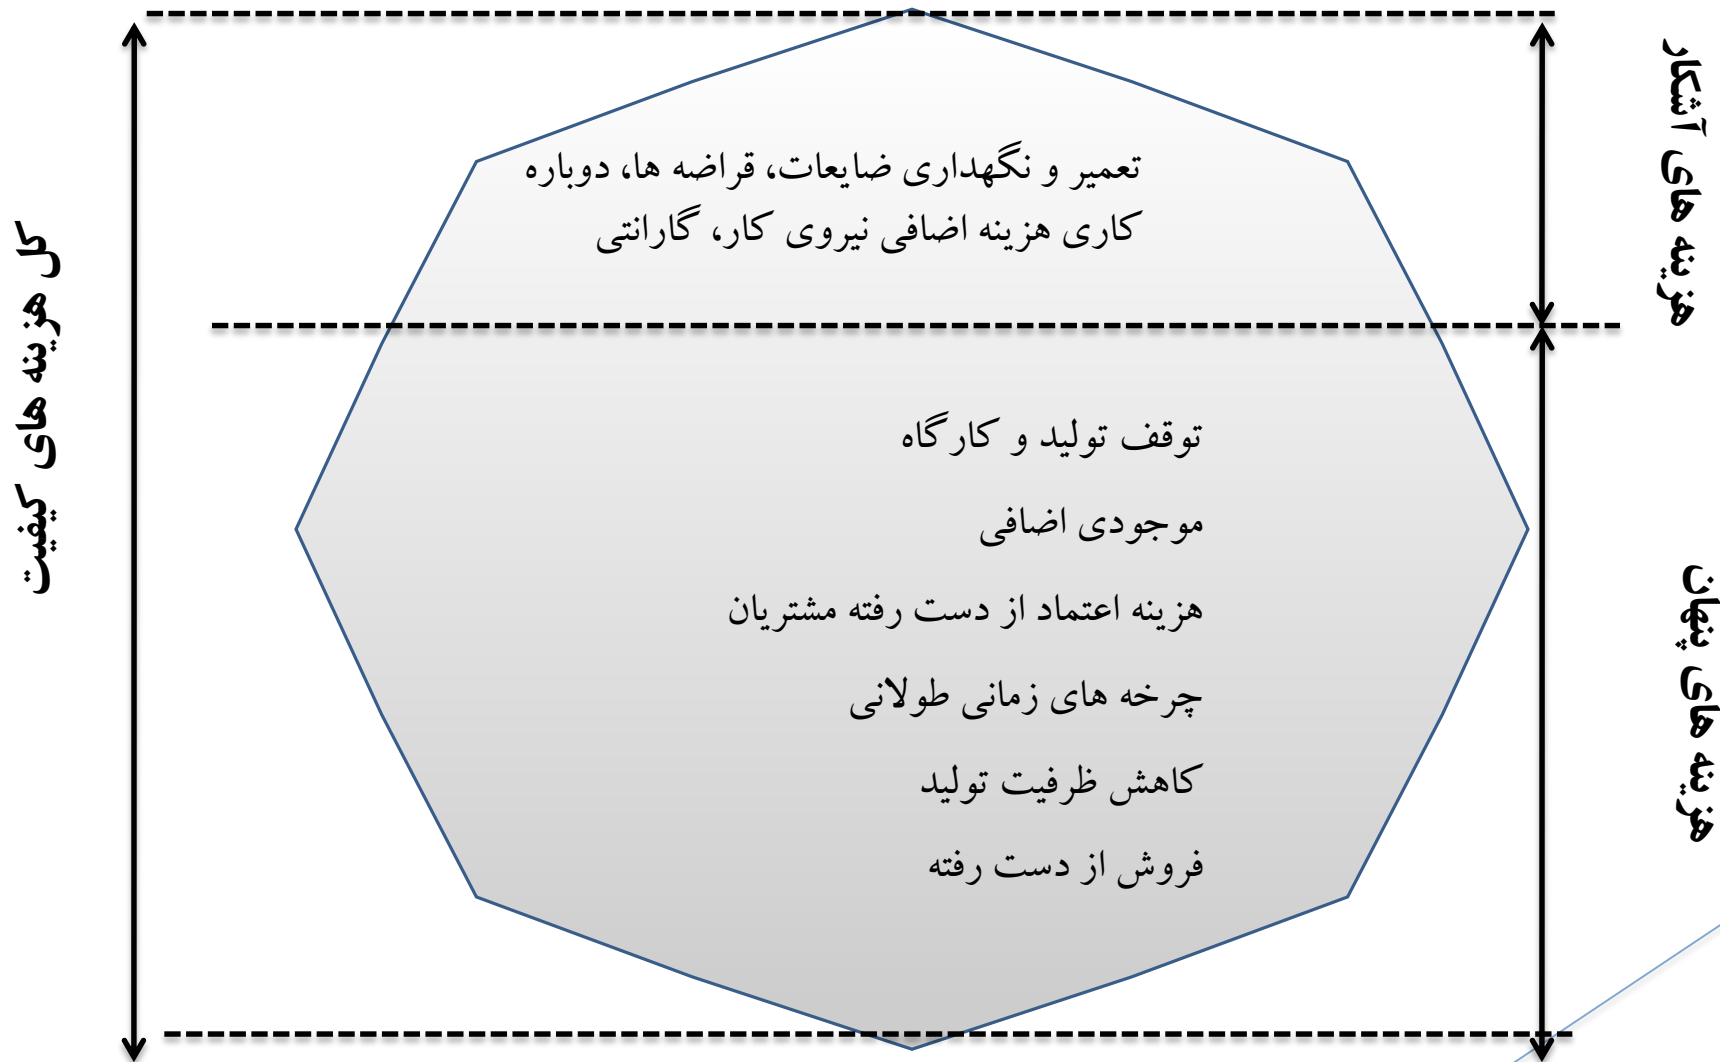 هزینه های آشکار
تعمیر و نگهداری ضایعات، قراضه ها، دوباره
کاری هزینه اضافی نیروی کار، گارانتی
کل هزینه های کیفیت
هزینه های پنهان
توقف تولید و کارگاه
موجودی اضافی
هزینه اعتماد از دست رفته مشتریان
چرخه های زمانی طولانی
کاهش ظرفیت تولید
فروش از دست رفته